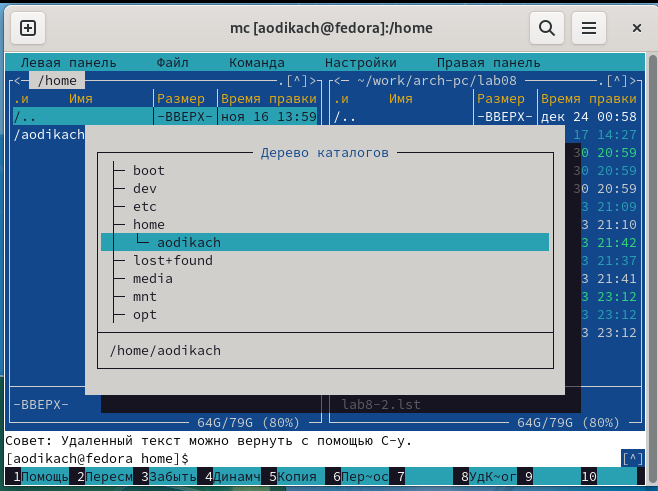 mc [aodikach@fedora]:/home
Левая панель Файл Команда Настройки Правая панель
<─ /home .[^]> <─ ~/work/arch-pc/lab08 .[^]>
.и Имя Размер Время правки .и Имя Размер Время правки
/.. -ВВЕРХ- ноя 16 13:59 /.. -ВВЕРХ- дек 24 00:58
/aodikach 17 14:27
Дерево каталогов
30 20:59
boot 30 20:59
dev 30 20:59
etc 3 21:09
home 3 21:10
aodikach 3 21:42
lost+found 3 21:37
media 3 21:41
mnt 3 23:12
opt 3 23:12
3 23:12
/home/aodikach
-ВВЕРХ- lab8-2.lst
64G/79G (80%) 64G/79G (80%)
Совет: Удаленный текст можно вернуть с помощью C-y.
[aodikach@fedora home]$ [^]
1Помощь 2Пересм 3Забыть 4Динамч 5Копия 6Пер~ос 7 8УдК~ог 9 10